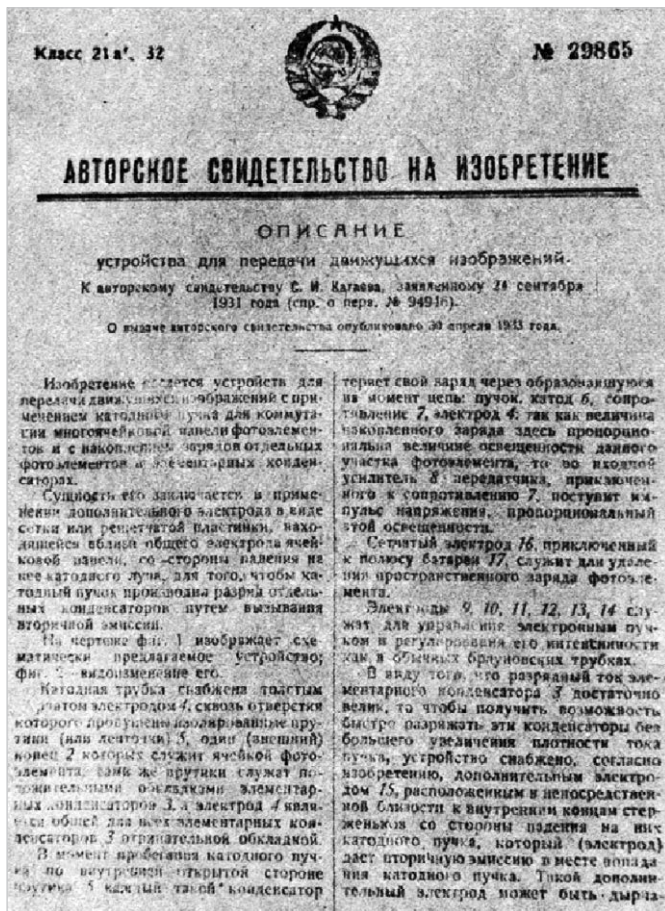 Класс 21а¹, 32
№ 29865
АВТОРСКОЕ СВИДЕТЕЛЬСТВО НА ИЗОБРЕТЕНИЕ
ОПИСАНИЕ
устройства для передачи движущихся изображений.
К авторскому свидетельству С. И. Катаева, заявленному 24 сентября
1931 года (спр. о перв. № 94916).
О выдаче авторского свидетельства опубликовано 30 апреля 1933 года.
Изобретение касается устройств для
передачи движущихся изображений с при-
менением катодного пучка для коммута-
ции многоячейковой панели фотоэлемен-
тов и с накоплением зарядов отдельных
фотоэлементов в элементарных конден-
саторах.
Сущность его заключается в приме-
нении дополнительного электрода в виде
сетки или решетчатой пластинки, нахо-
дящейся вблизи общего электрода ячей-
ковой панели, со стороны падения на
нее катодного луча, для того, чтобы ка-
тодный пучок производил разряд отдель-
ных конденсаторов путем вызывания
вторичной эмиссии.
На чертеже фиг. 1 изображает схе-
матически предлагаемое устройство;
фиг. 2 – видоизменение его.
Катодная трубка снабжена толстым
электродом 4, сквозь отверстия
которого пропущены изолированные пру-
тики (или ленточки) 5, один (внешний)
конец 2 которых служит ячейкой фото-
элемента; сами же прутики служат по-
ложительными обкладками элементар-
ных конденсаторов 3, а электрод 4 явля-
ется общей для всех элементарных кон-
денсаторов 3 отрицательной обкладкой.
В момент пробегания катодного пуч-
ка по внутренней открытой стороне
прутика 5 каждый такой конденсатор
теряет свой заряд через образовавшуюся
на момент цепь: пучок, катод 6, сопро-
тивление 7, электрод 4; так как величина
накопленного заряда здесь пропорцио-
нальна величине освещенности данного
участка фотоэлемента, то во входной
усилитель 8 передатчика, приключен-
ного к сопротивлению 7, поступит им-
пульс напряжения, пропорциональный
этой освещенности.
Сетчатый электрод 16, приключенный
к полюсу батареи 17, служит для удале-
ния пространственного заряда фотоэле-
мента.
Электроды 9, 10, 11, 12, 13, 14 слу-
жат для управления электронным пуч-
ком и регулирования его интенсивности
как в обычных брауновских трубках.
В виду того, что разрядный ток эле-
ментарного конденсатора 3 достаточно
велик, то чтобы получить возможность
быстро разряжать эти конденсаторы без
большего увеличения плотности тока
пучка, устройство снабжено, согласно
изобретению, дополнительным электро-
дом 15, расположенным в непосредствен-
ной близости к внутренним концам стер-
женьков со стороны падения на них
катодного пучка, который (электрод)
даст вторичную эмиссию в месте попада-
ния катодного пучка. Такой дополни-
тельный электрод может быть дырча